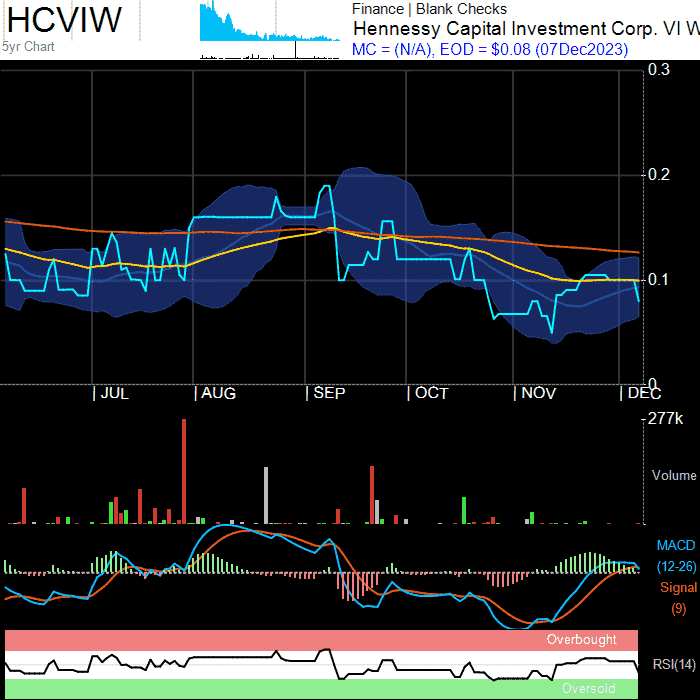 HCVIW
5yr Chart
Finance | Blank Checks
Hennessy Capital Investment Corp. VI W
MC = (N/A), EOD = $0.08 (07Dec2023)
0.3
0.2
0.1
0
JUL AUG SEP OCT NOV DEC
277k
Volume
MACD
(12-26)
Signal
(9)
Overbought
RSI(14)
Oversold